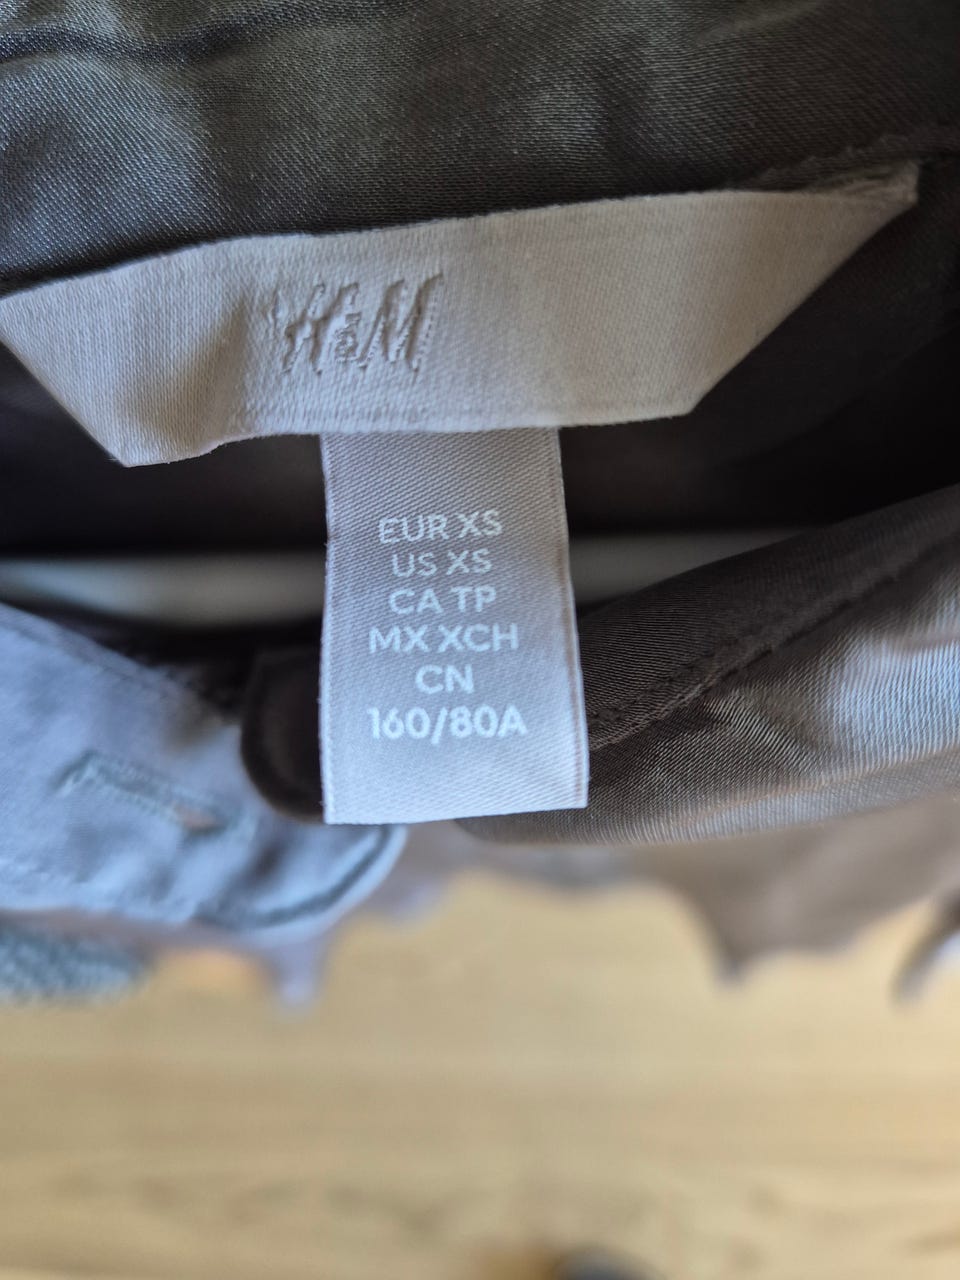 H&M
EUR XS
US XS
CA TP
MX XCH
CN
160/80A